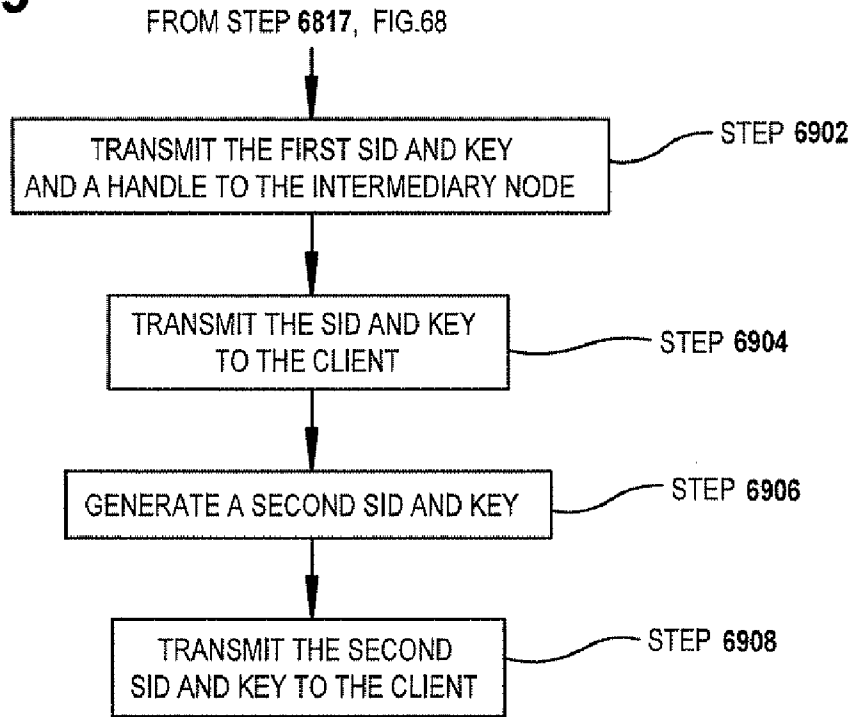 FROM STEP 6817, FIG.68
TRANSMIT THE FIRST SID AND KEY
AND A HANDLE TO THE INTERMEDIARY NODE
STEP 6902
TRANSMIT THE SID AND KEY
TO THE CLIENT
STEP 6904
GENERATE A SECOND SID AND KEY
STEP 6906
TRANSMIT THE SECOND
SID AND KEY TO THE CLIENT
STEP 6908